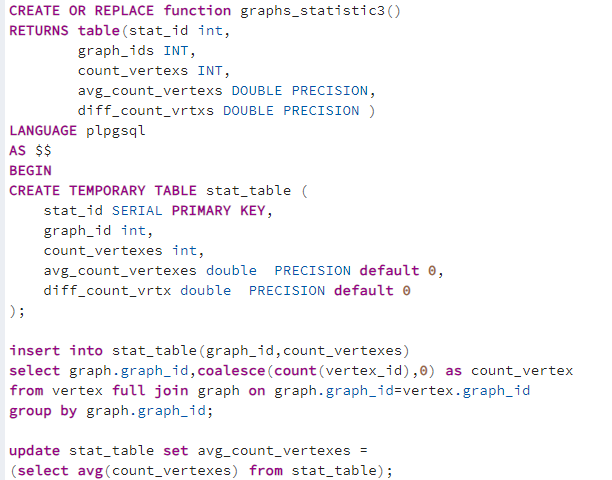 CREATE OR REPLACE function graphs_statistic3()
RETURNS table(stat_id int,
        graph_ids INT,
        count_vertexs INT,
        avg_count_vertexs DOUBLE PRECISION,
        diff_count_vrtxs DOUBLE PRECISION )
LANGUAGE plpgsql
AS $$
BEGIN
CREATE TEMPORARY TABLE stat_table (
    stat_id SERIAL PRIMARY KEY,
    graph_id int,
    count_vertexes int,
    avg_count_vertexes double  PRECISION default 0,
    diff_count_vrtx double  PRECISION default 0
);

insert into stat_table(graph_id,count_vertexes)
select graph.graph_id,coalesce(count(vertex_id),0) as count_vertex
from vertex full join graph on graph.graph_id=vertex.graph_id
group by graph.graph_id;

update stat_table set avg_count_vertexes =
(select avg(count_vertexes) from stat_table);